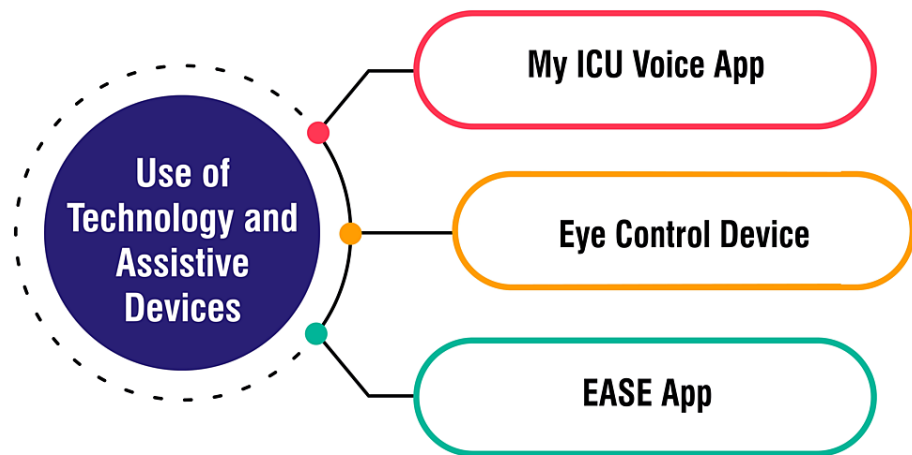 Use of
Technology and
Assistive
Devices
My ICU Voice App
Eye Control Device
EASE App